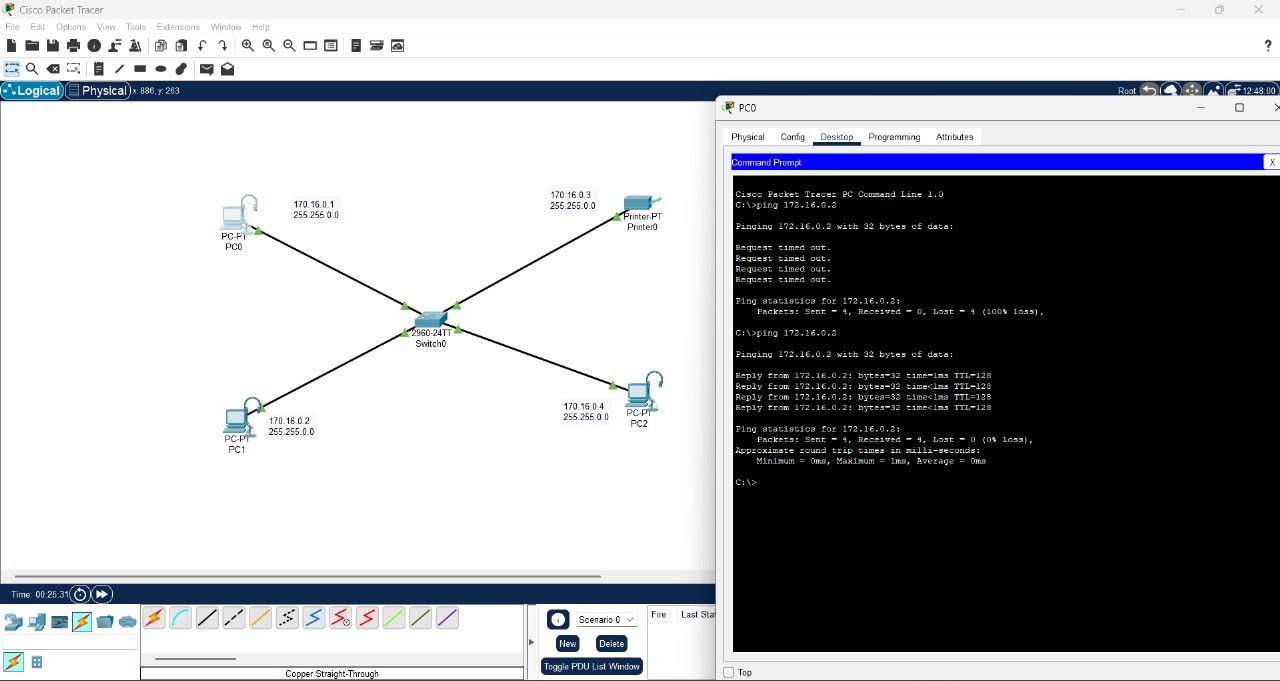 Cisco Packet Tracer
File Edit Options View Tools Extensions Window Help
?
Logical Physical x: 886, y: 263
Root 12:48:00
170.16.0.1
255.255.0.0
PC-PT
PC0
170.16.0.3
255.255.0.0
Printer-PT
Printer0
2960-24TT
Switch0
170.16.0.2
255.255.0.0
PC-PT
PC1
170.16.0.4
255.255.0.0
PC-PT
PC2
Time: 00:25:31
Scenario 0
New Delete
Toggle PDU List Window
Fire Last Stat
Copper Straight-Through
PC0
Physical Config Desktop Programming Attributes
Command Prompt X
Cisco Packet Tracer PC Command Line 1.0
C:\>ping 172.16.0.2
Pinging 172.16.0.2 with 32 bytes of data:
Request timed out.
Request timed out.
Request timed out.
Request timed out.
Ping statistics for 172.16.0.2:
Packets: Sent = 4, Received = 0, Lost = 4 (100% loss),
C:\>ping 172.16.0.2
Pinging 172.16.0.2 with 32 bytes of data:
Reply from 172.16.0.2: bytes=32 time=1ms TTL=128
Reply from 172.16.0.2: bytes=32 time<1ms TTL=128
Reply from 172.16.0.2: bytes=32 time<1ms TTL=128
Reply from 172.16.0.2: bytes=32 time<1ms TTL=128
Ping statistics for 172.16.0.2:
Packets: Sent = 4, Received = 4, Lost = 0 (0% loss),
Approximate round trip times in milli-seconds:
Minimum = 0ms, Maximum = 1ms, Average = 0ms
C:\>
Top